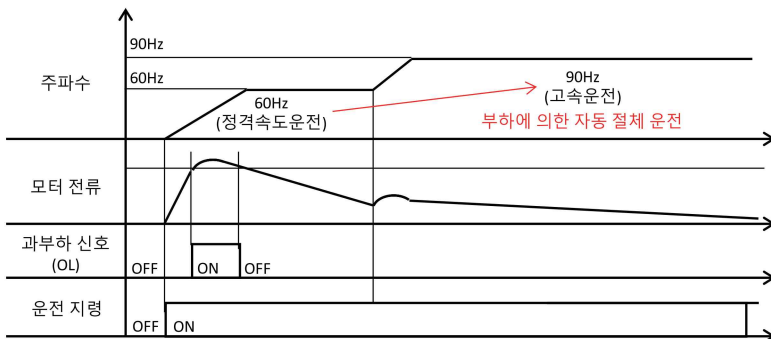 90Hz
주파수
60Hz
60Hz
(정격속도운전)
90Hz
(고속운전)
부하에 의한 자동 절체 운전
모터 전류
과부하 신호
(OL)
OFF
ON
OFF
운전 지령
OFF
ON